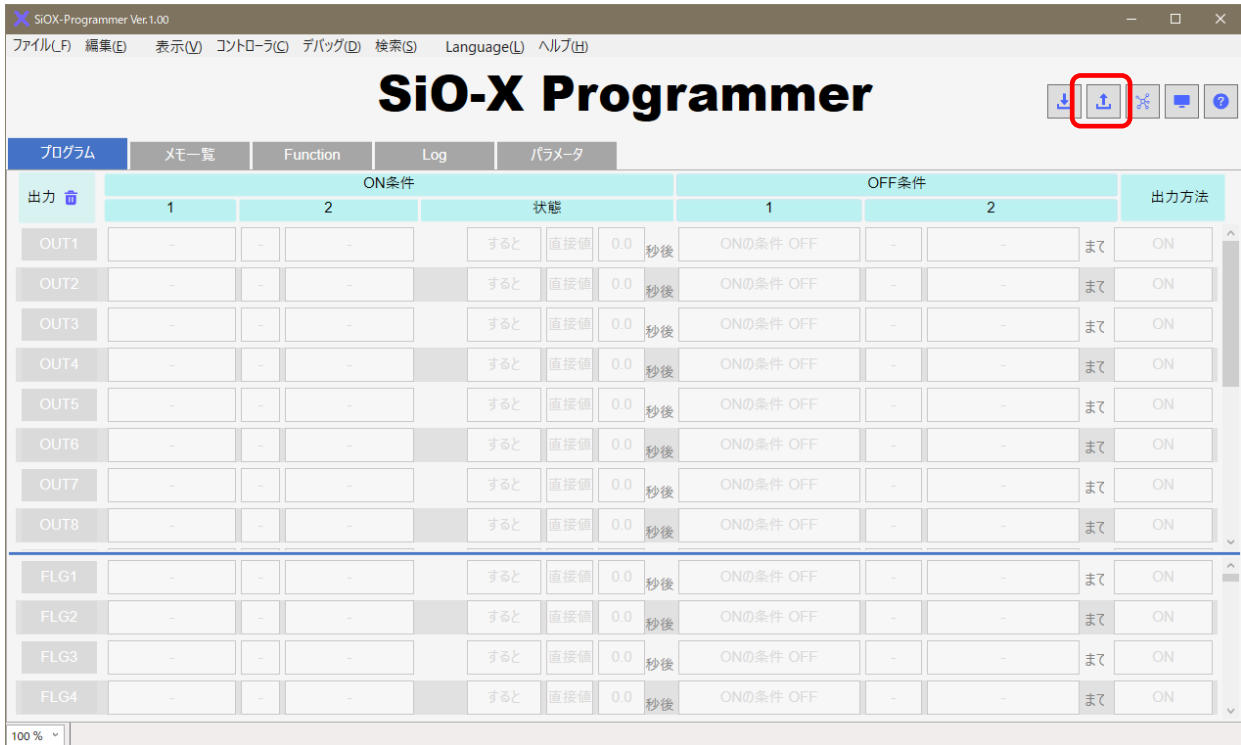 SiOX-Programmer Ver.1.00
ファイル(_F) 編集(E) 表示(V) コントローラ(C) デバッグ(D) 検索(S) Language(L) ヘルプ(H)
SiO-X Programmer
プログラム メモ一覧 Function Log パラメータ
出力 ON条件 OFF条件 出力方法
1 2 状態 1 2
OUT1 - - - すると 直接値 0.0 秒後 ONの条件 OFF - - まで ON
OUT2 - - - すると 直接値 0.0 秒後 ONの条件 OFF - - まで ON
OUT3 - - - すると 直接値 0.0 秒後 ONの条件 OFF - - まで ON
OUT4 - - - すると 直接値 0.0 秒後 ONの条件 OFF - - まで ON
OUT5 - - - すると 直接値 0.0 秒後 ONの条件 OFF - - まで ON
OUT6 - - - すると 直接値 0.0 秒後 ONの条件 OFF - - まで ON
OUT7 - - - すると 直接値 0.0 秒後 ONの条件 OFF - - まで ON
OUT8 - - - すると 直接値 0.0 秒後 ONの条件 OFF - - まで ON
FLG1 - - - すると 直接値 0.0 秒後 ONの条件 OFF - - まで ON
FLG2 - - - すると 直接値 0.0 秒後 ONの条件 OFF - - まで ON
FLG3 - - - すると 直接値 0.0 秒後 ONの条件 OFF - - まで ON
FLG4 - - - すると 直接値 0.0 秒後 ONの条件 OFF - - まで ON
100 %